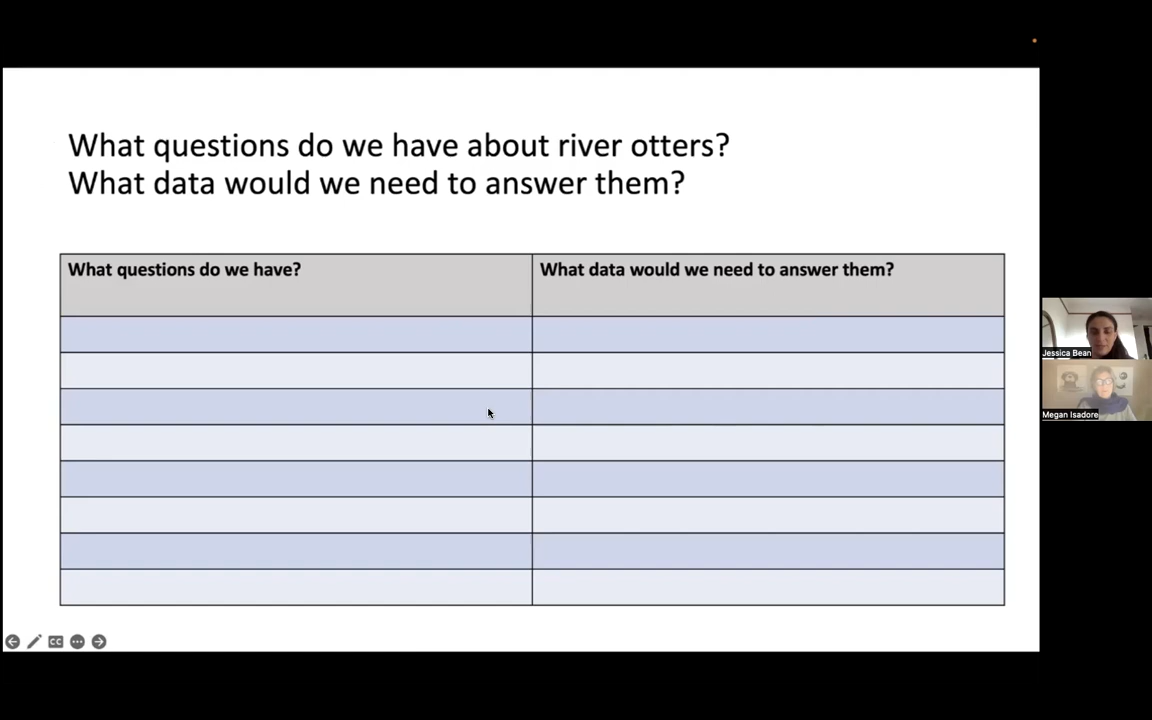 What questions do we have about river otters?
What data would we need to answer them?
What questions do we have?
What data would we need to answer them?
Jessica Bean
Megan Isadore
CC